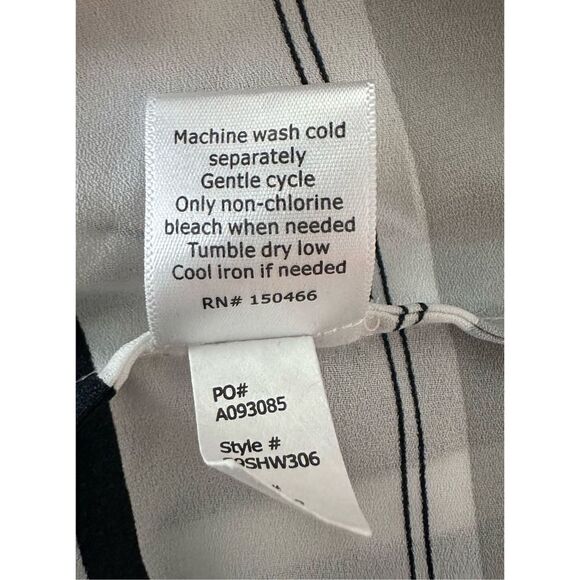 Machine wash cold
separately
Gentle cycle
Only non-chlorine
bleach when needed
Tumble dry low
Cool iron if needed
RN# 150466
PO#
A093085
Style #